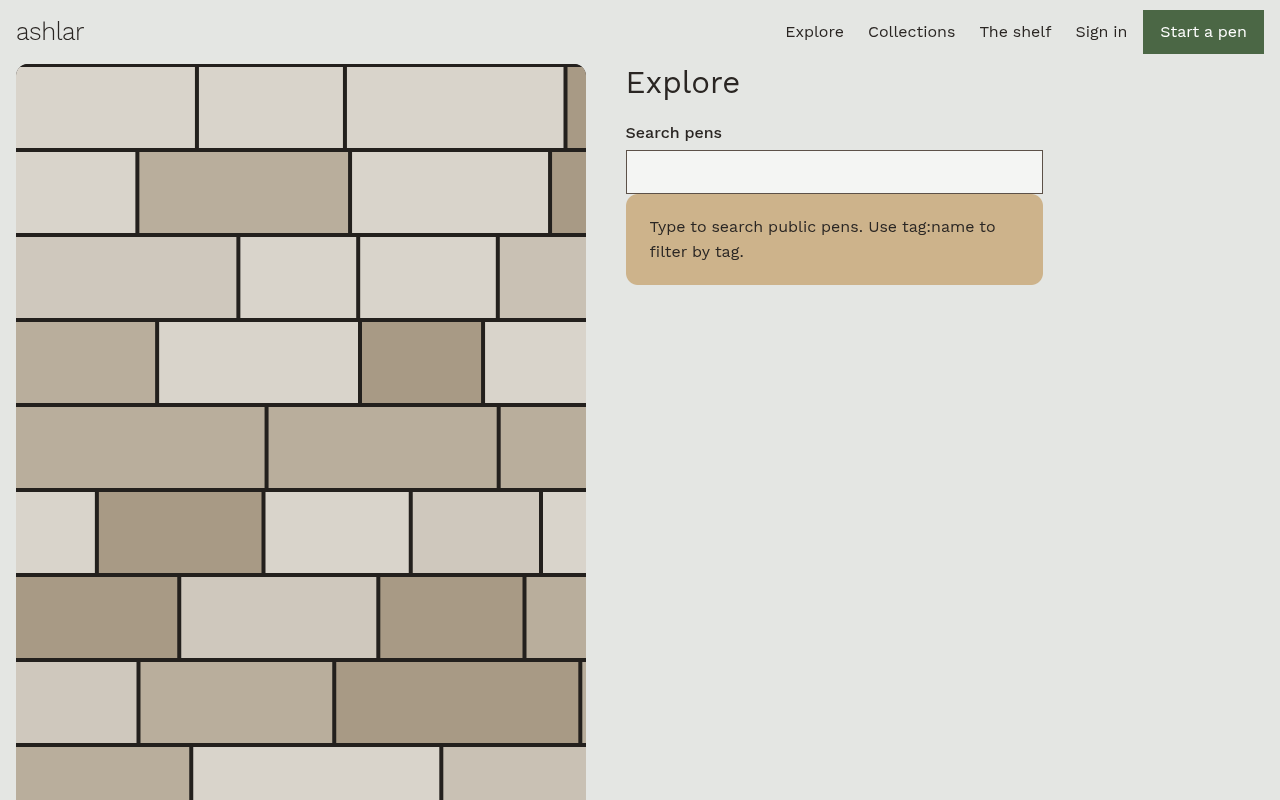 ashlar
Explore Collections The shelf Sign in Start a pen
Explore
Search pens
Type to search public pens. Use tag:name to
filter by tag.